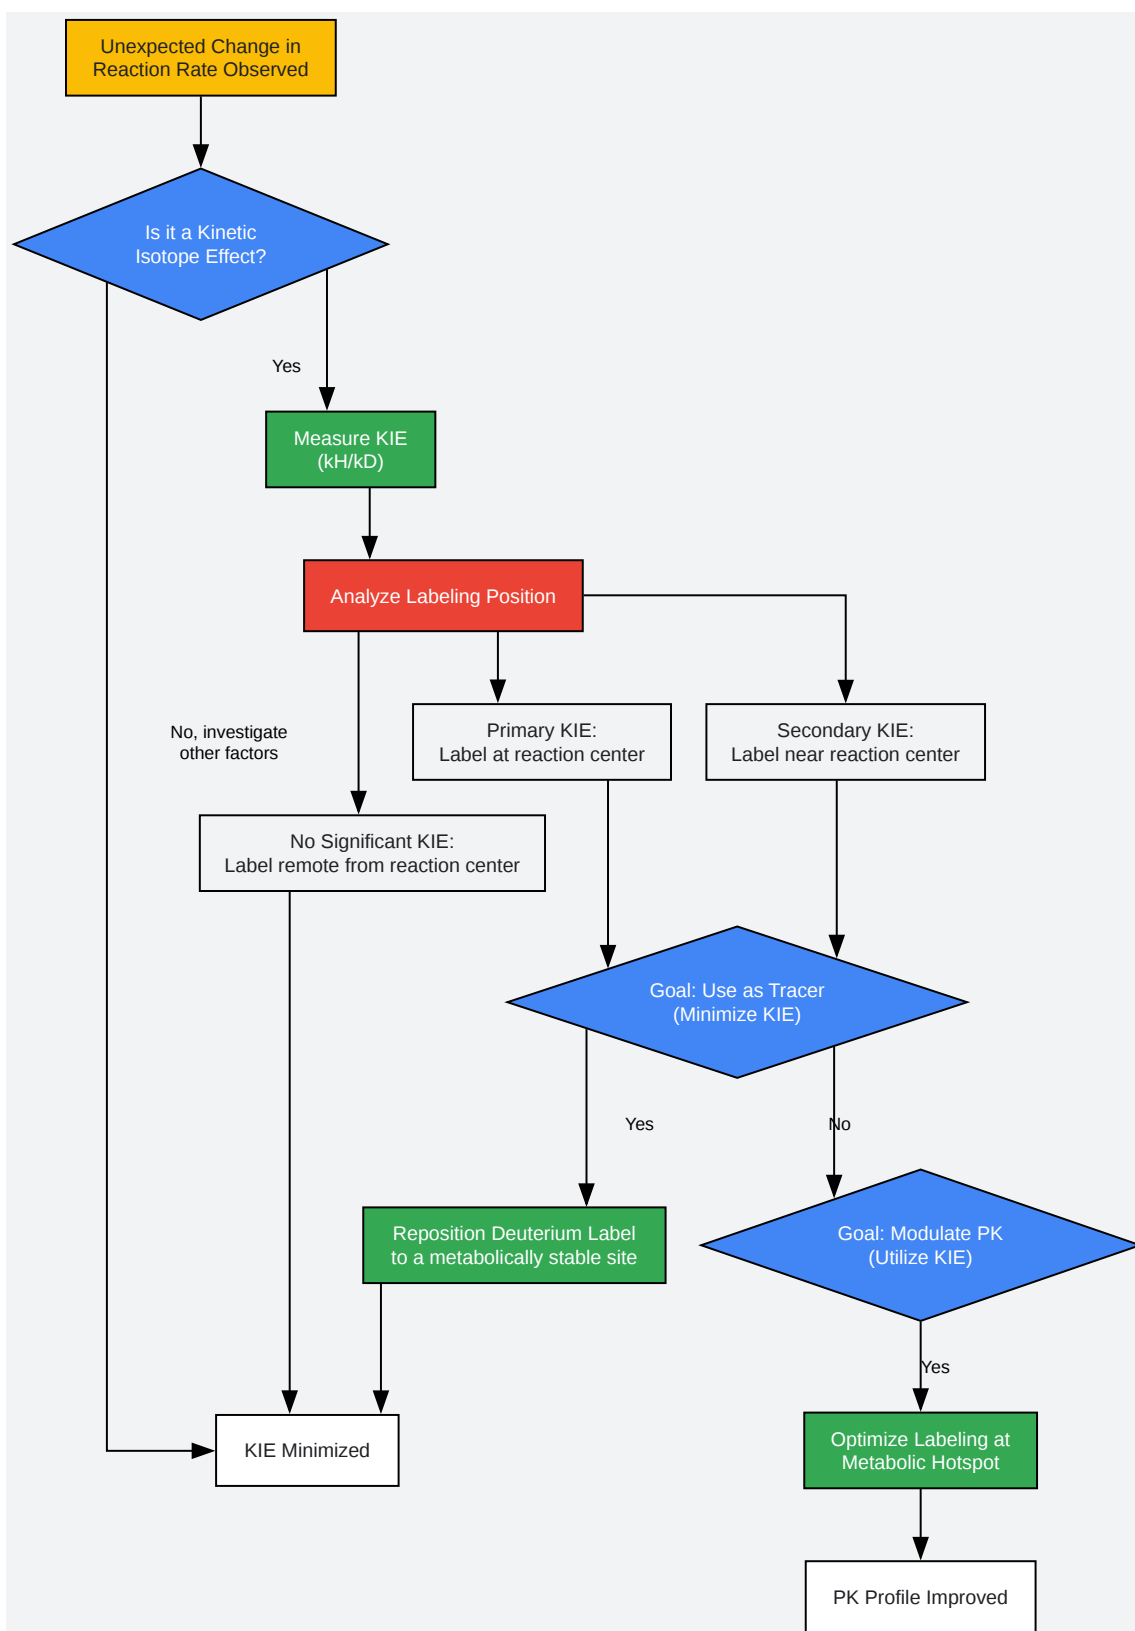 Unexpected Change in
Reaction Rate Observed
Is it a Kinetic
Isotope Effect?
Yes
Measure KIE
(kH/kD)
Analyze Labeling Position
No, investigate
other factors
Primary KIE:
Label at reaction center
Secondary KIE:
Label near reaction center
No Significant KIE:
Label remote from reaction center
Goal: Use as Tracer
(Minimize KIE)
Yes
No
Reposition Deuterium Label
to a metabolically stable site
Goal: Modulate PK
(Utilize KIE)
Yes
KIE Minimized
Optimize Labeling at
Metabolic Hotspot
PK Profile Improved